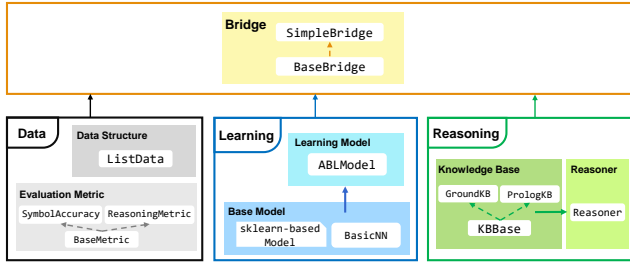 Bridge
SimpleBridge
BaseBridge
Data
Data Structure
ListData
Evaluation Metric
SymbolAccuracy
ReasoningMetric
BaseMetric
Learning
Learning Model
ABLModel
Base Model
sklearn-based
Model
BasicNN
Reasoning
Knowledge Base
GroundKB
PrologKB
KBBase
Reasoner
Reasoner